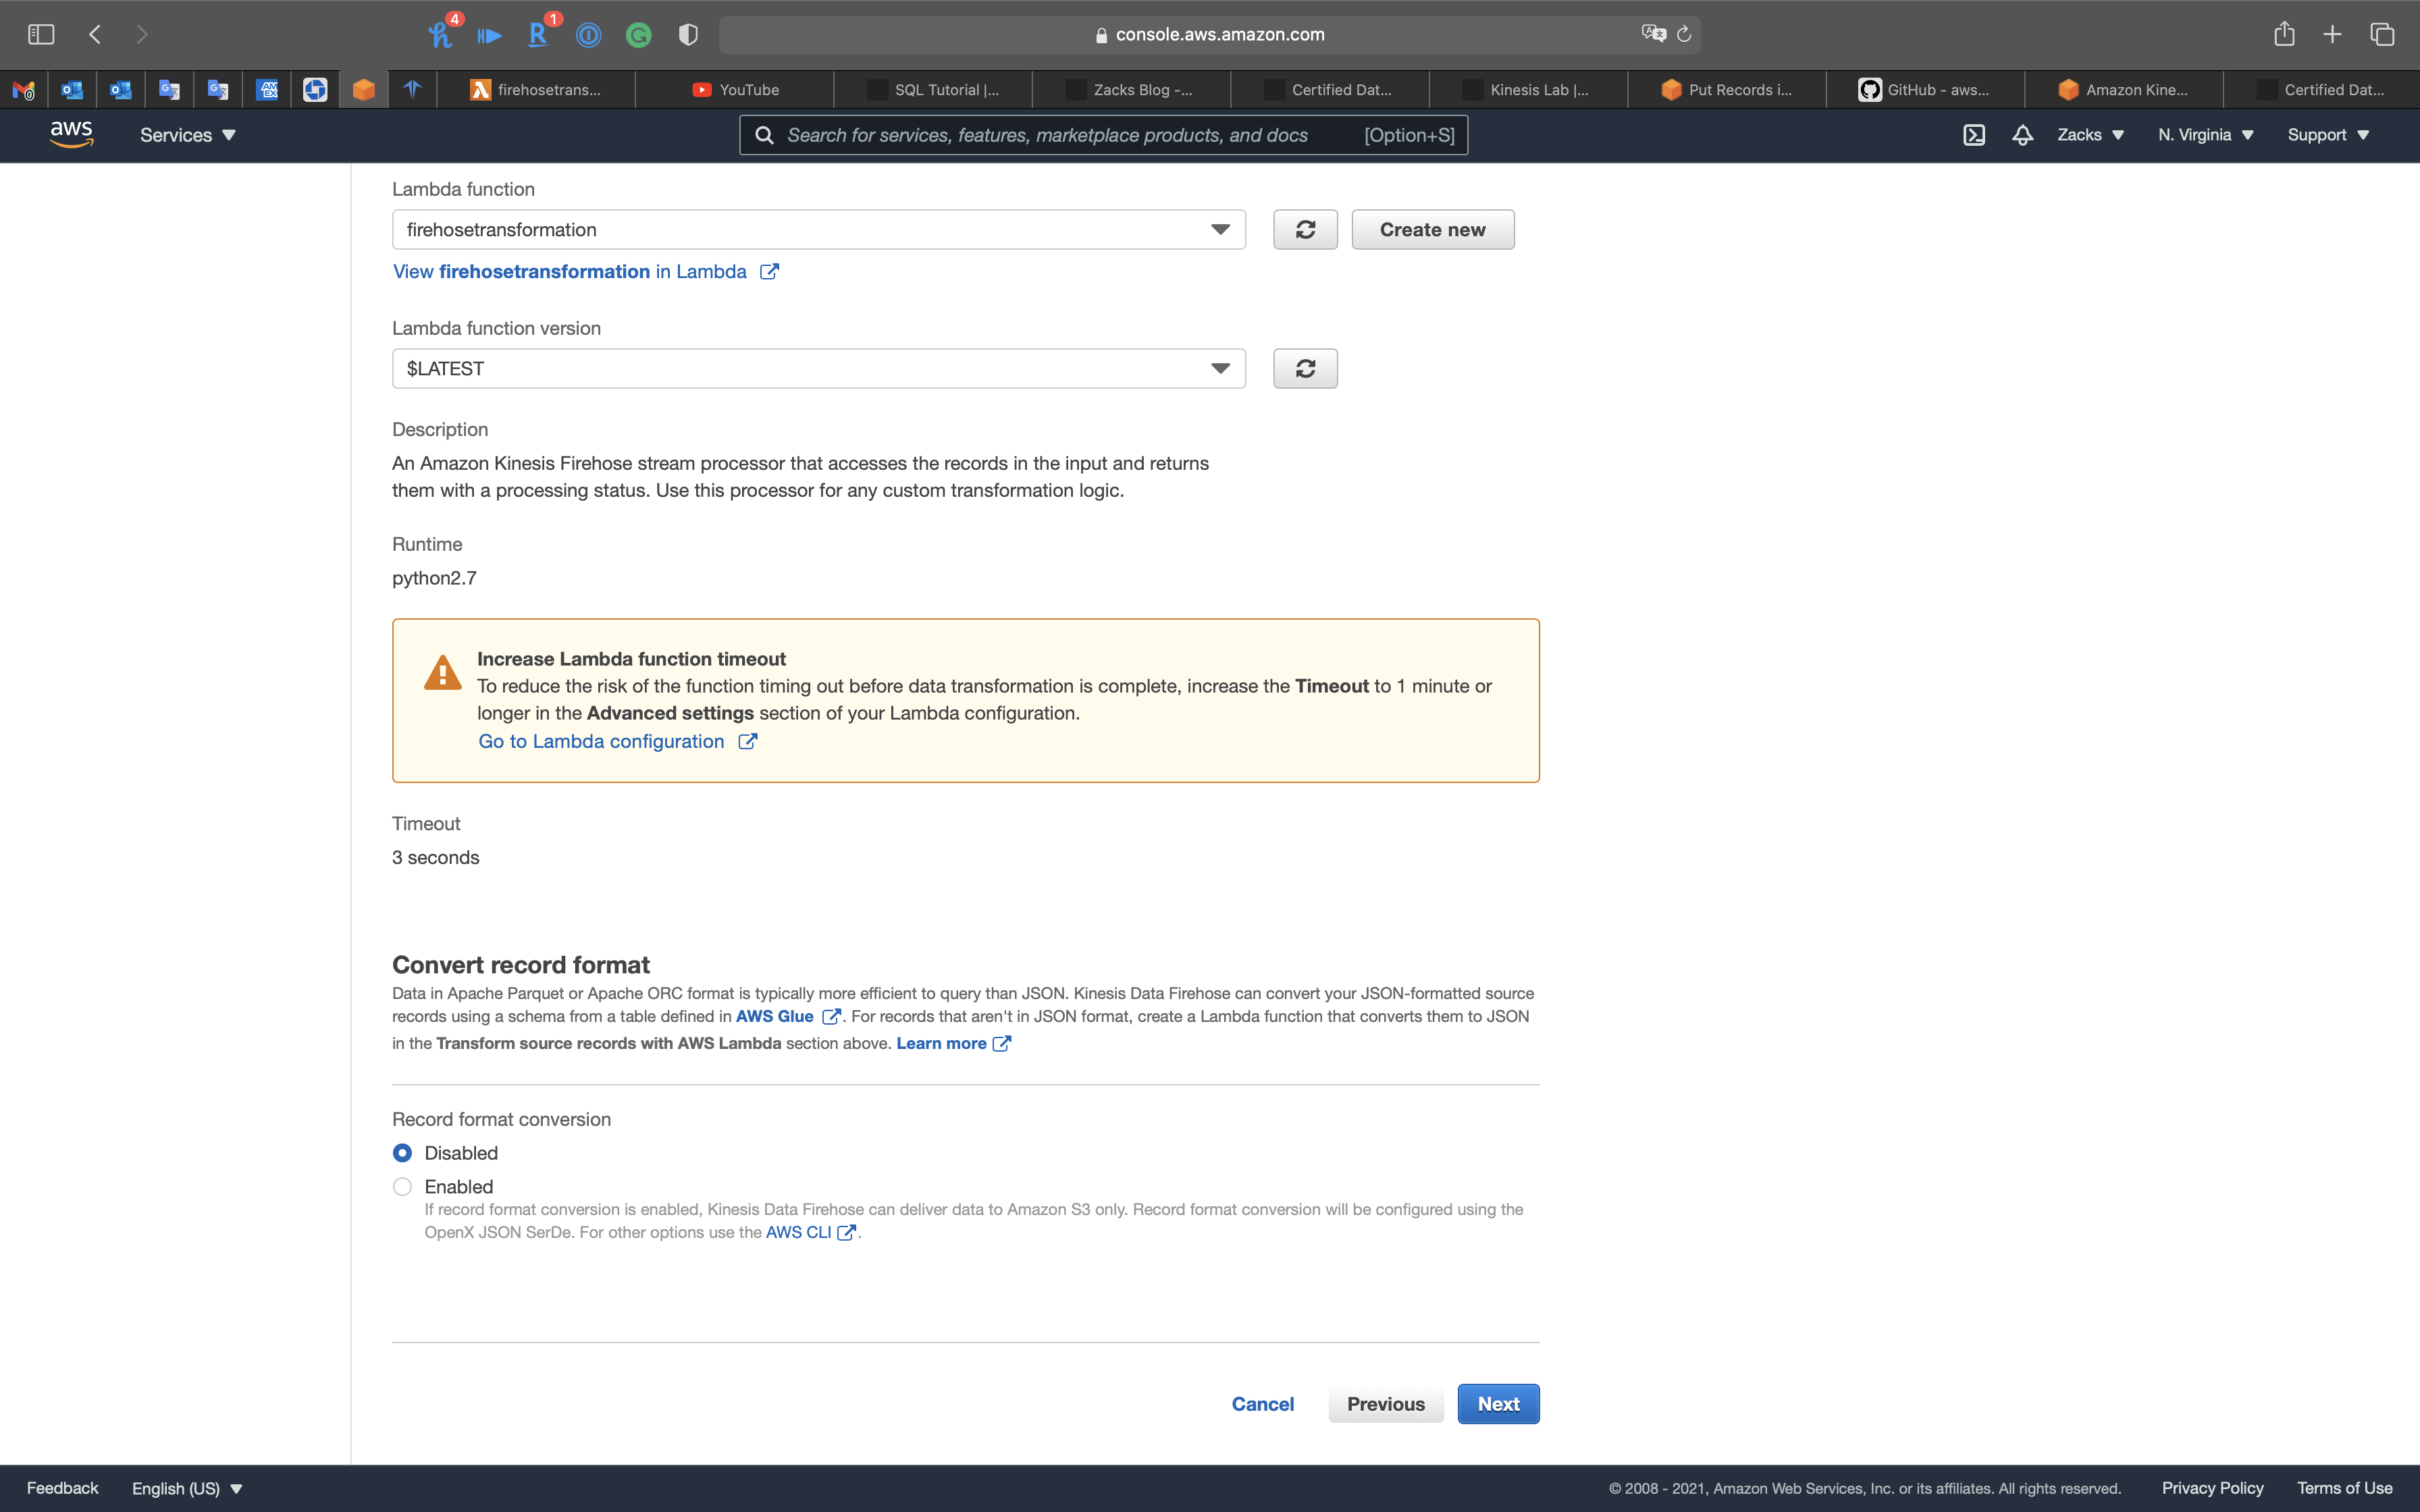 4
1
console.aws.amazon.com
firehosetrans...
YouTube
SQL Tutorial |...
Zacks Blog -...
Certified Dat...
Kinesis Lab |...
Put Records i...
GitHub - aws...
Amazon Kine...
Certified Dat...
aws
Services
Search for services, features, marketplace products, and docs
[Option+S]
Zacks
N. Virginia
Support
Lambda function
firehosetransformation
Create new
View firehosetransformation in Lambda
Lambda function version
$LATEST
Description
An Amazon Kinesis Firehose stream processor that accesses the records in the input and returns
them with a processing status. Use this processor for any custom transformation logic.
Runtime
python2.7
Increase Lambda function timeout
To reduce the risk of the function timing out before data transformation is complete, increase the Timeout to 1 minute or
longer in the Advanced settings section of your Lambda configuration.
Go to Lambda configuration
Timeout
3 seconds
Convert record format
Data in Apache Parquet or Apache ORC format is typically more efficient to query than JSON. Kinesis Data Firehose can convert your JSON-formatted source
records using a schema from a table defined in AWS Glue. For records that aren't in JSON format, create a Lambda function that converts them to JSON
in the Transform source records with AWS Lambda section above. Learn more
Record format conversion
Disabled
Enabled
If record format conversion is enabled, Kinesis Data Firehose can deliver data to Amazon S3 only. Record format conversion will be configured using the
OpenX JSON SerDe. For other options use the AWS CLI.
Cancel
Previous
Next
Feedback
English (US)
© 2008 - 2021, Amazon Web Services, Inc. or its affiliates. All rights reserved.
Privacy Policy
Terms of Use